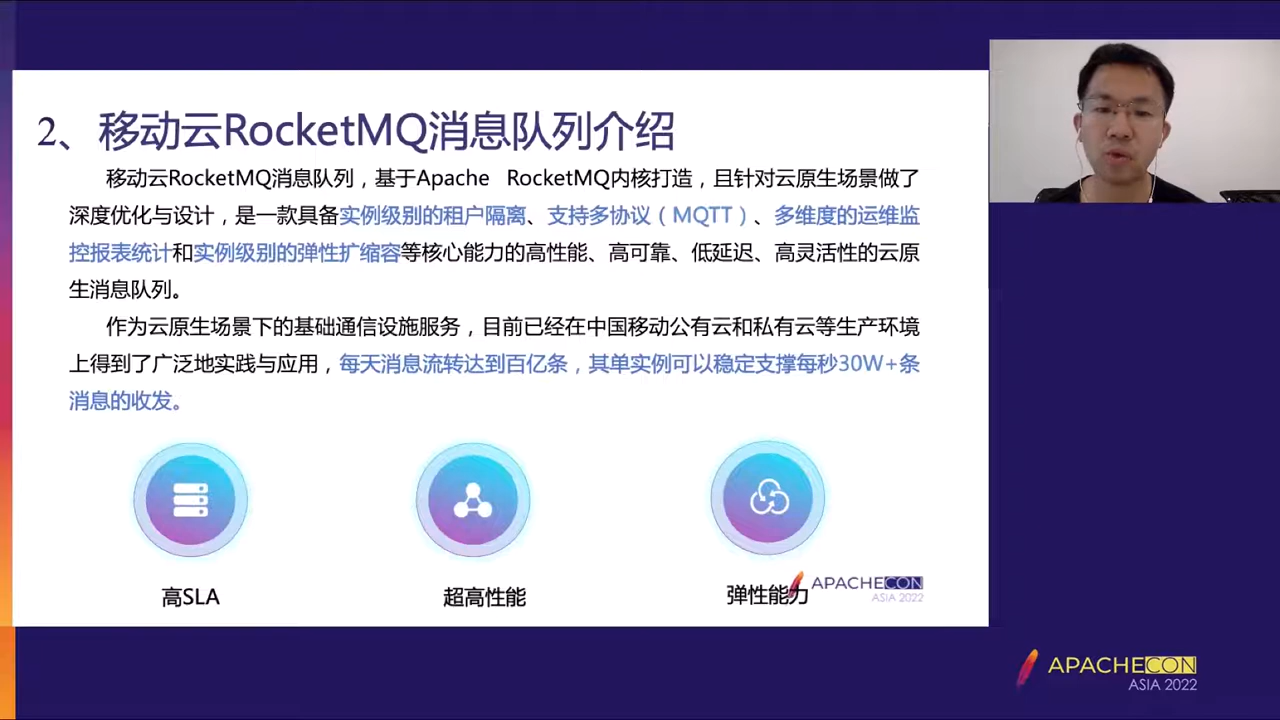 2、移动云RocketMQ消息队列介绍
移动云RocketMQ消息队列，基于Apache RocketMQ内核打造，且针对云原生场景做了
深度优化与设计，是一款具备实例级别的租户隔离、支持多协议（MQTT）、多维度的运维监
控报表统计和实例级别的弹性扩缩容等核心能力的高性能、高可靠、低延迟、高灵活性的云原
生消息队列。
作为云原生场景下的基础通信设施服务，目前已经在中国移动公有云和私有云等生产环境
上得到了广泛地实践与应用，每天消息流转达到百亿条，其单实例可以稳定支撑每秒30W+条
消息的收发。
高SLA
超高性能
弹性能力
APACHECON
ASIA 2022
APACHECON
ASIA 2022